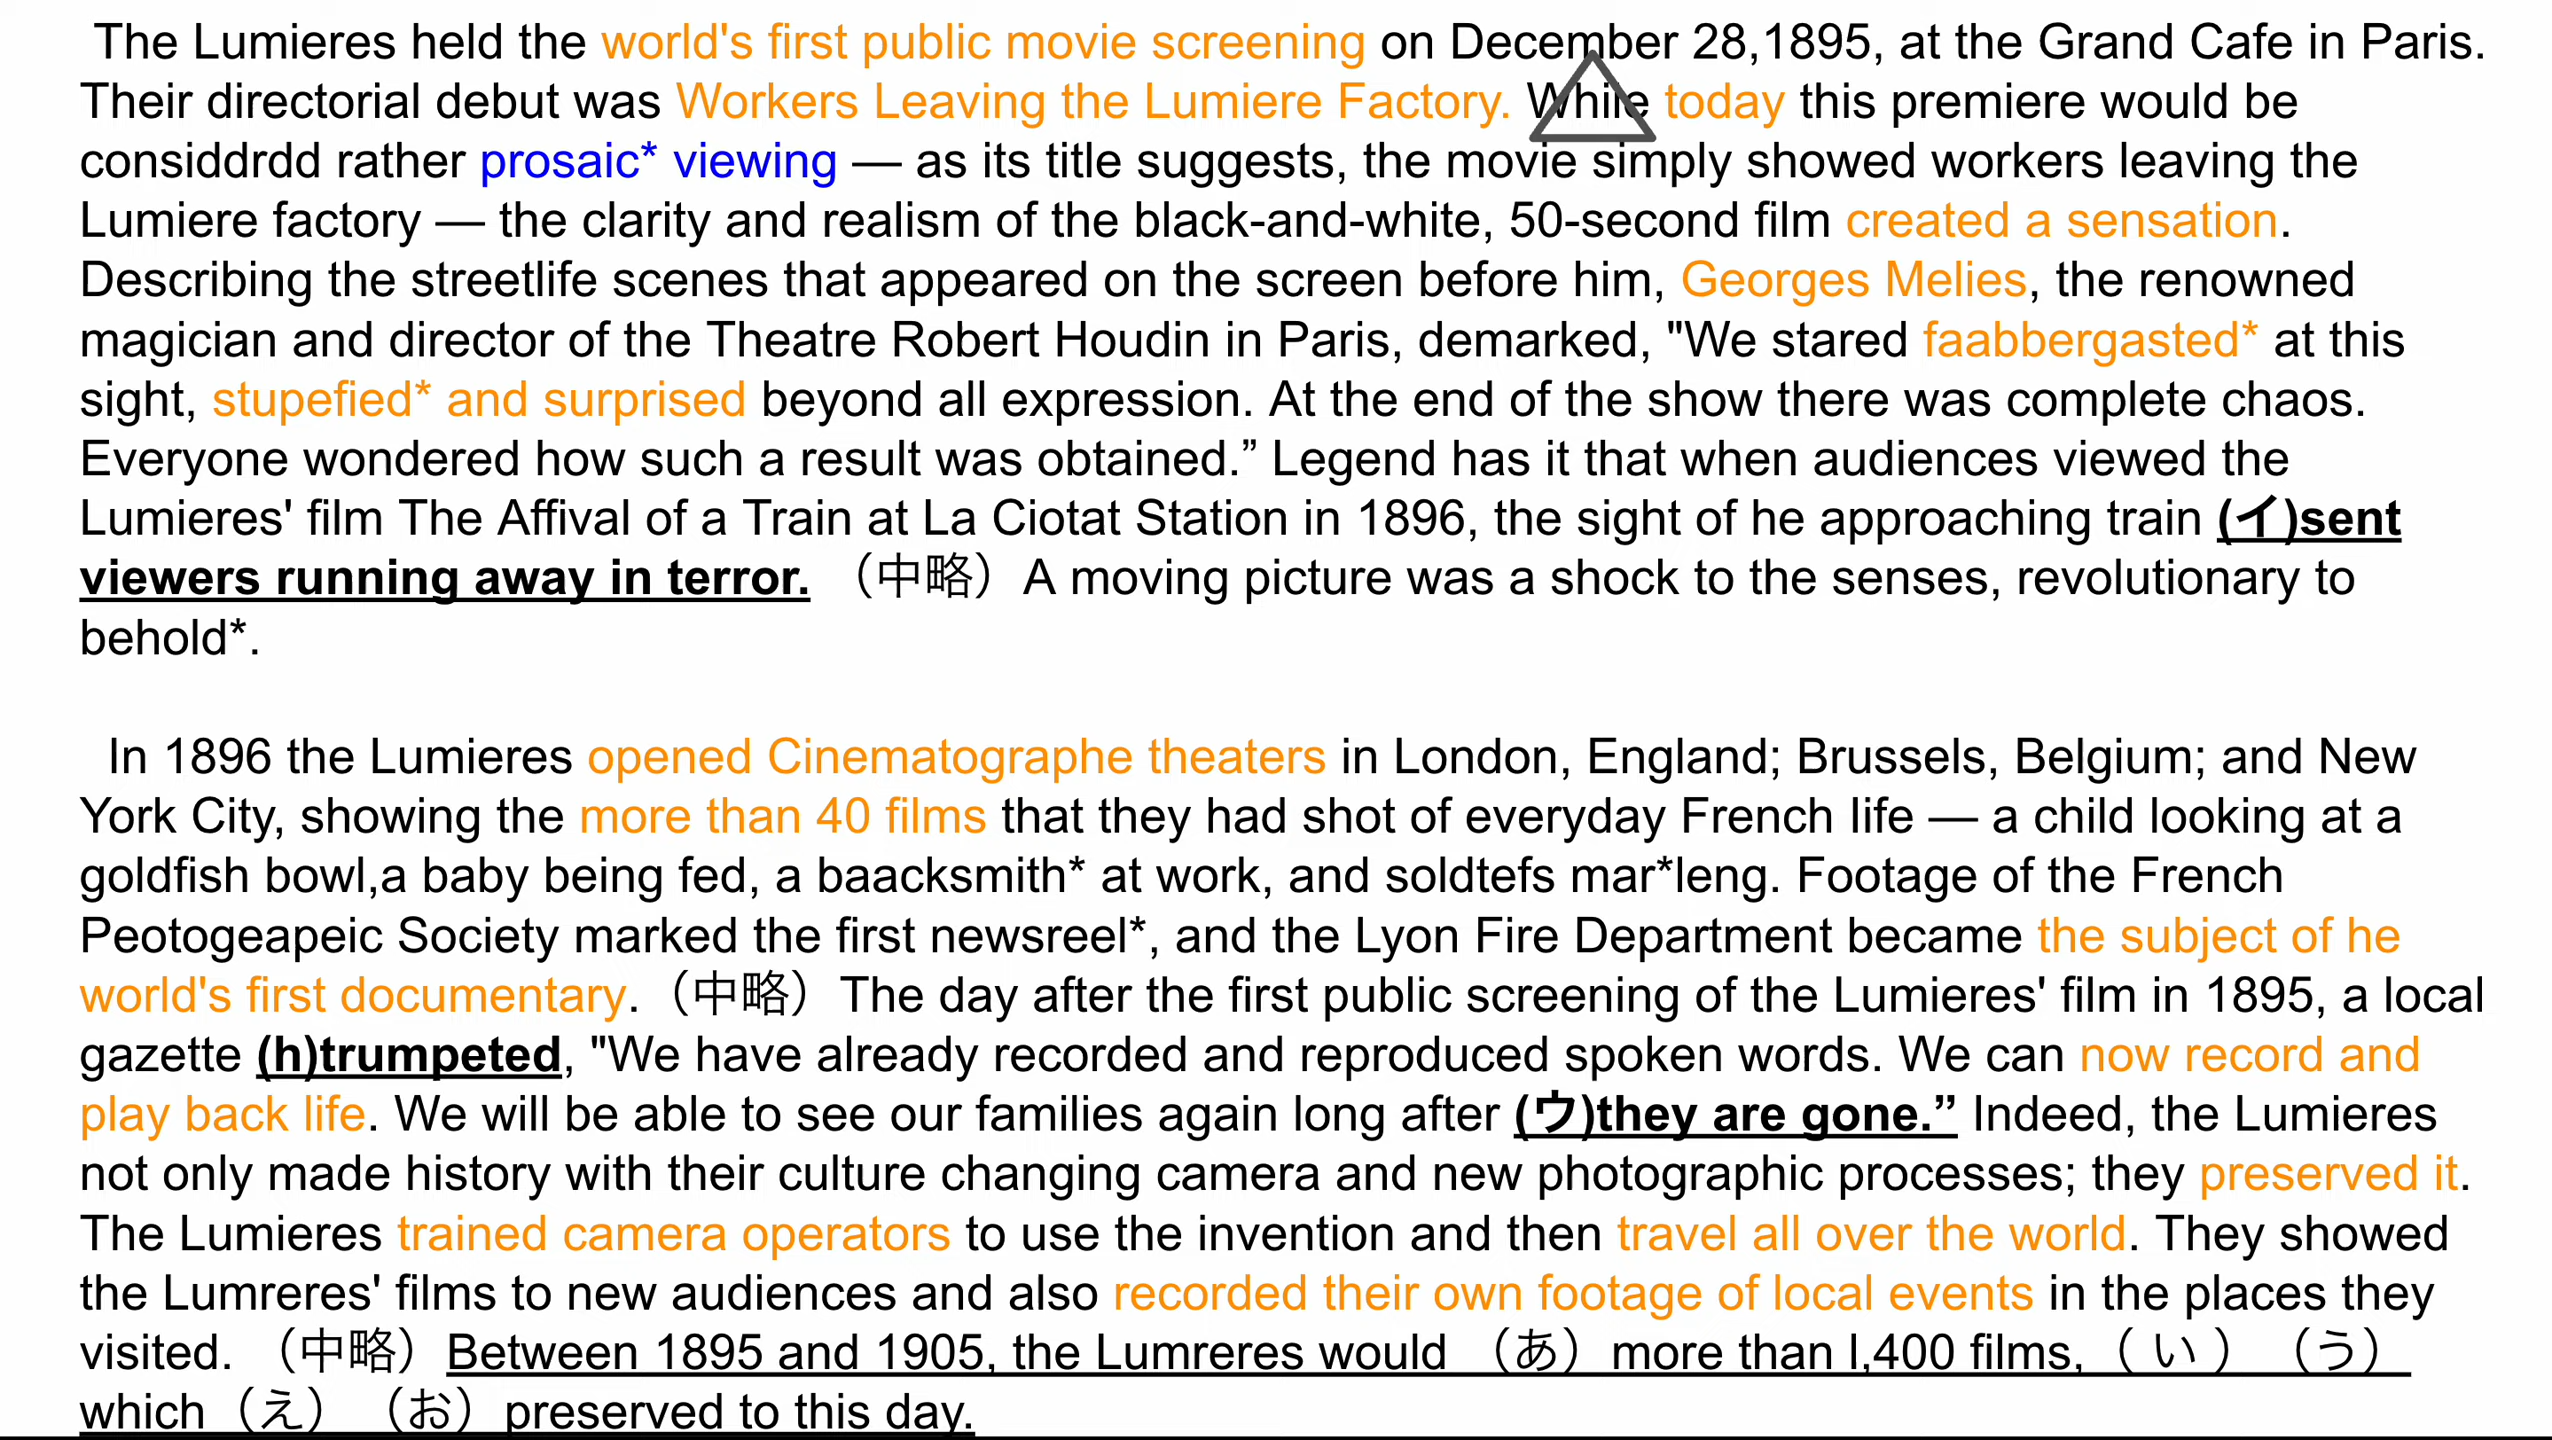 The Lumieres held the world's first public movie screening on December 28,1895, at the Grand Cafe in Paris.
Their directorial debut was Workers Leaving the Lumiere Factory. While today this premiere would be
considdrdd rather prosaic* viewing — as its title suggests, the movie simply showed workers leaving the
Lumiere factory — the clarity and realism of the black-and-white, 50-second film created a sensation.
Describing the streetlife scenes that appeared on the screen before him, Georges Melies, the renowned
magician and director of the Theatre Robert Houdin in Paris, demarked, "We stared faabbergasted* at this
sight, stupefied* and surprised beyond all expression. At the end of the show there was complete chaos.
Everyone wondered how such a result was obtained.” Legend has it that when audiences viewed the
Lumieres' film The Affival of a Train at La Ciotat Station in 1896, the sight of he approaching train (イ)sent
viewers running away in terror. （中略）A moving picture was a shock to the senses, revolutionary to
behold*.
In 1896 the Lumieres opened Cinematographe theaters in London, England; Brussels, Belgium; and New
York City, showing the more than 40 films that they had shot of everyday French life — a child looking at a
goldfish bowl,a baby being fed, a baacksmith* at work, and soldtefs mar*leng. Footage of the French
Peotogeapeic Society marked the first newsreel*, and the Lyon Fire Department became the subject of he
world's first documentary.（中略）The day after the first public screening of the Lumieres' film in 1895, a local
gazette (h)trumpeted, "We have already recorded and reproduced spoken words. We can now record and
play back life. We will be able to see our families again long after (ウ)they are gone.” Indeed, the Lumieres
not only made history with their culture changing camera and new photographic processes; they preserved it.
The Lumieres trained camera operators to use the invention and then travel all over the world. They showed
the Lumreres' films to new audiences and also recorded their own footage of local events in the places they
visited. （中略）Between 1895 and 1905, the Lumreres would （あ）more than l,400 films,（ い ） （う）
which（え） （お）preserved to this day.